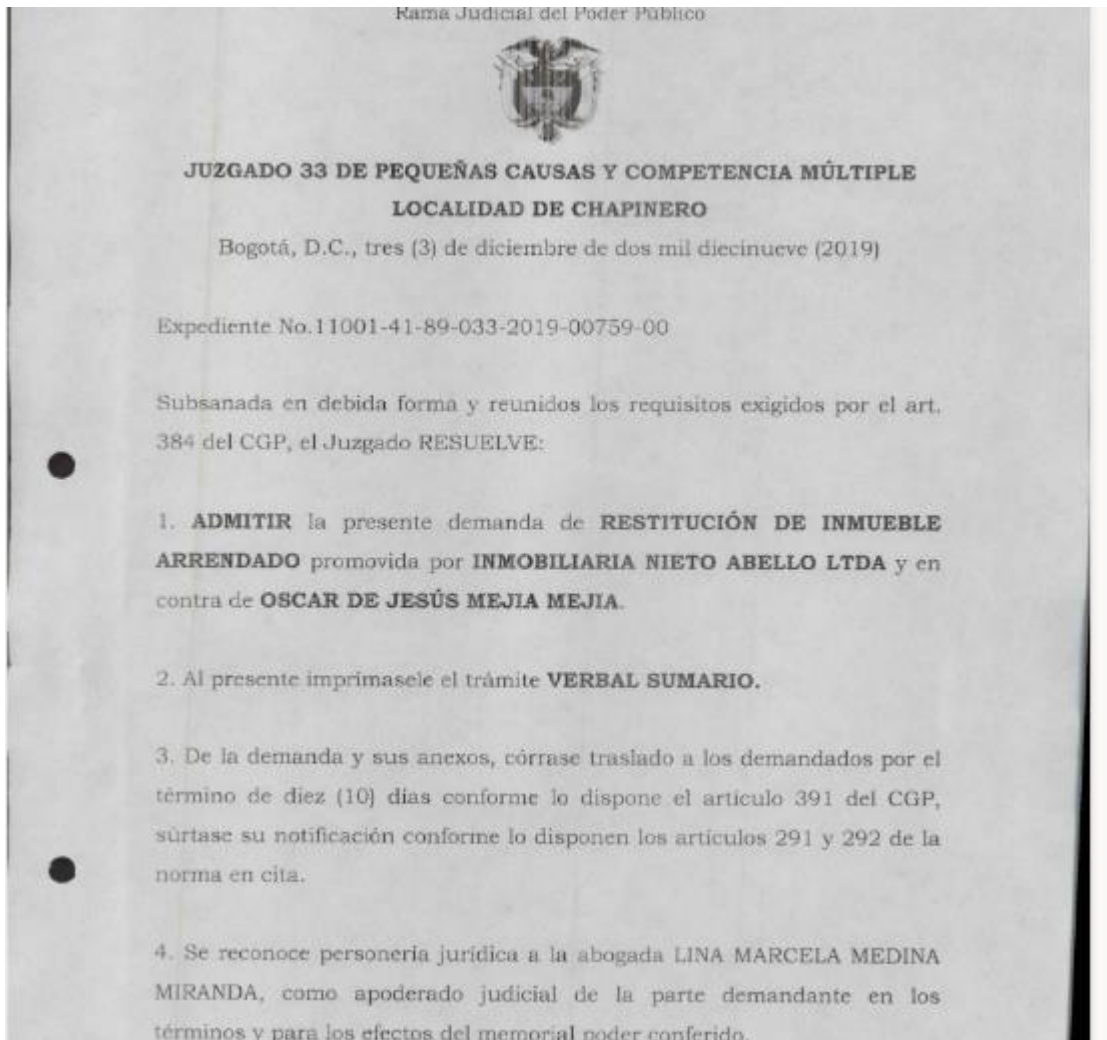 Rama Judicial del Poder Público
JUZGADO 33 DE PEQUEÑAS CAUSAS Y COMPETENCIA MÚLTIPLE
LOCALIDAD DE CHAPINERO
Bogotá, D.C., tres (3) de diciembre de dos mil diecinueve (2019)
Expediente No.11001-41-89-033-2019-00759-00
Subsanada en debida forma y reunidos los requisitos exigidos por el art.
384 del CGP, el Juzgado RESUELVE:
1. ADMITIR la presente demanda de RESTITUCIÓN DE INMUEBLE
ARRENDADO promovida por INMOBILIARIA NIETO ABELLO LTDA y en
contra de OSCAR DE JESÚS MEJIA MEJIA.
2. Al presente imprimasele el trámite VERBAL SUMARIO.
3. De la demanda y sus anexos, córrase traslado a los demandados por el
término de diez (10) días conforme lo dispone el artículo 391 del CGP,
súrtase su notificación conforme lo disponen los artículos 291 y 292 de la
norma en cita.
4. Se reconoce personería jurídica a la abogada LINA MARCELA MEDINA
MIRANDA, como apoderado judicial de la parte demandante en los
términos y para los efectos del memorial poder conferido.